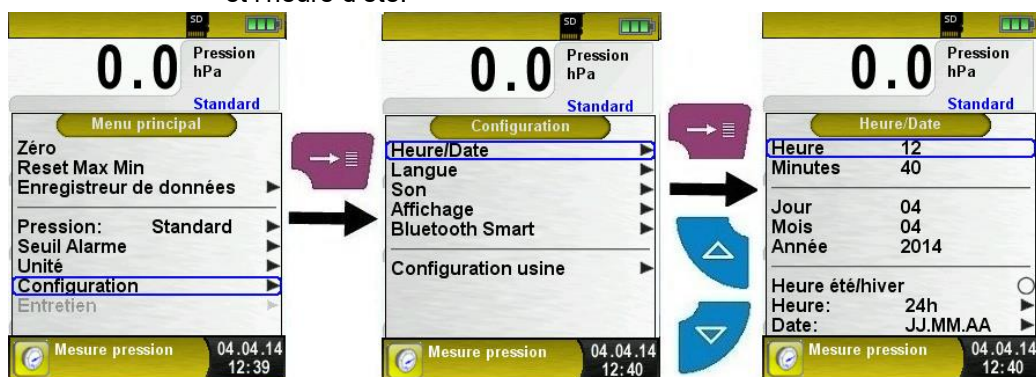 et l'heure d'été.
SD
0.0
Pression
hPa
Standard
Menu principal
Zéro
Reset Max Min
Enregistreur de données
Pression: Standard
Seuil Alarme
Unité
Configuration
Entretien
Mesure pression
04.04.14
12:39
SD
0.0
Pression
hPa
Standard
Configuration
Heure/Date
Langue
Son
Affichage
Bluetooth Smart
Configuration usine
Mesure pression
04.04.14
12:40
SD
0.0
Pression
hPa
Standard
Heure/Date
Heure 12
Minutes 40
Jour 04
Mois 04
Année 2014
Heure été/hiver
Heure: 24h
Date: JJ.MM.AA
Mesure pression
04.04.14
12:40